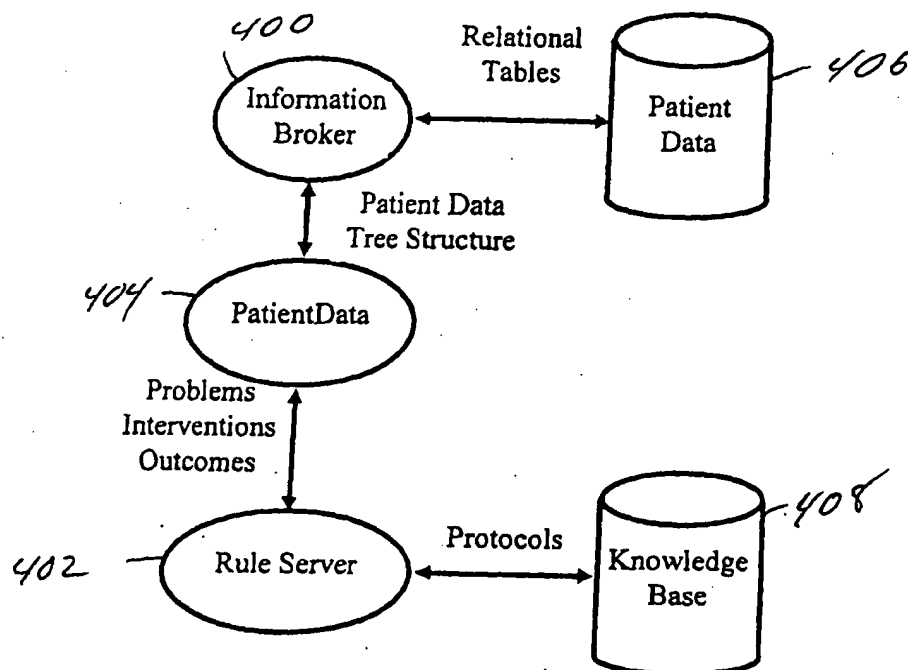 400
Relational
Tables
406
Information
Broker
Patient
Data
Patient Data
Tree Structure
404
PatientData
Problems
Interventions
Outcomes
408
402
Rule Server
Protocols
Knowledge
Base